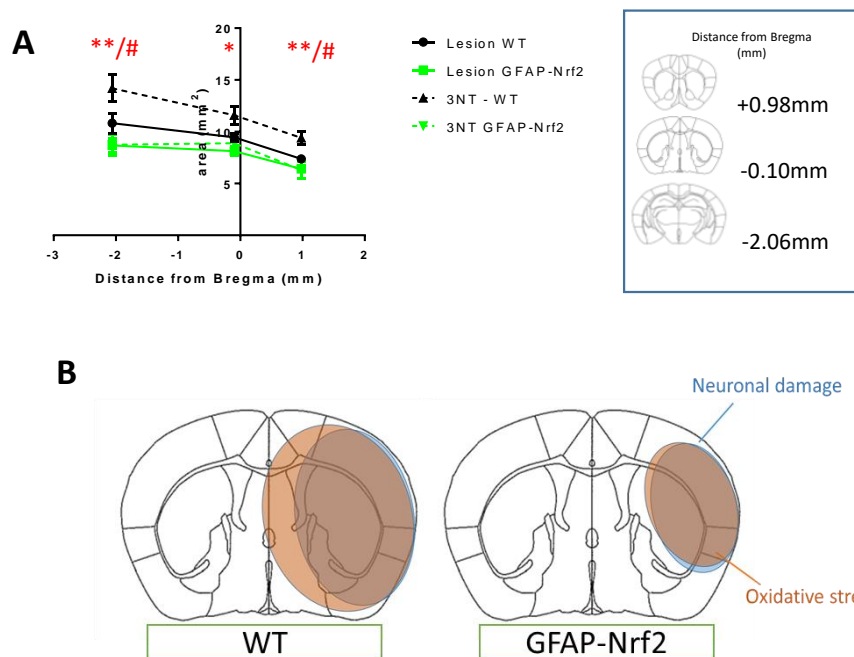 A
**/#
*
**/#
20
15
10
5
area (mm²)
-3
-2
-1
0
1
2
Distance from Bregma (mm)
Lesion WT
Lesion GFAP-Nrf2
3NT - WT
3NT GFAP-Nrf2
Distance from Bregma
(mm)
+0.98mm
-0.10mm
-2.06mm
B
Neuronal damage
Oxidative stre
WT
GFAP-Nrf2